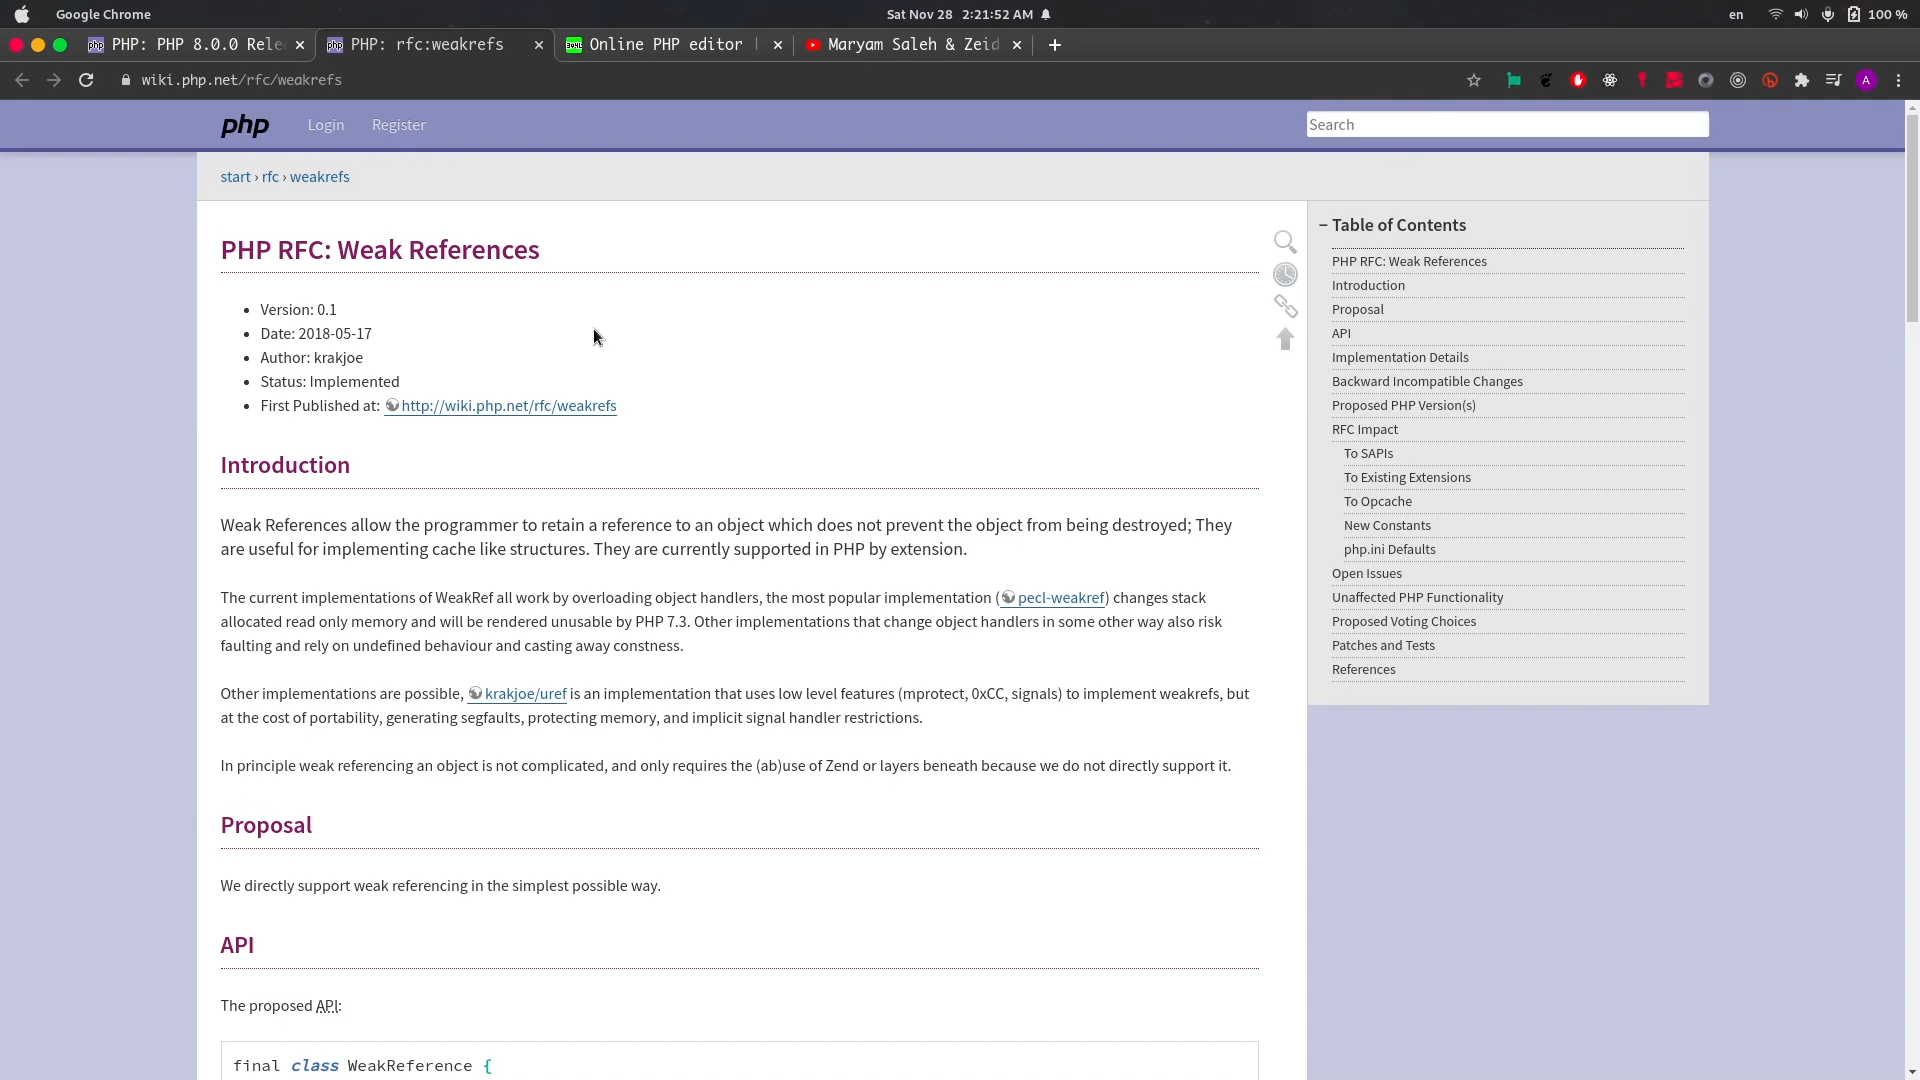 Google Chrome
Sat Nov 28 2:21:52 AM
en
100 %
php PHP: PHP 8.0.0 Rele
php PHP: rfc:weakrefs
Online PHP editor |
Maryam Saleh & Zeid
wiki.php.net/rfc/weakrefs
A
php
Login
Register
Search
start › rfc › weakrefs
PHP RFC: Weak References
Version: 0.1
Date: 2018-05-17
Author: krakjoe
Status: Implemented
First Published at: http://wiki.php.net/rfc/weakrefs
Introduction
Weak References allow the programmer to retain a reference to an object which does not prevent the object from being destroyed; They
are useful for implementing cache like structures. They are currently supported in PHP by extension.
The current implementations of WeakRef all work by overloading object handlers, the most popular implementation (pecl-weakref) changes stack
allocated read only memory and will be rendered unusable by PHP 7.3. Other implementations that change object handlers in some other way also risk
faulting and rely on undefined behaviour and casting away constness.
Other implementations are possible, krakjoe/uref is an implementation that uses low level features (mprotect, 0xCC, signals) to implement weakrefs, but
at the cost of portability, generating segfaults, protecting memory, and implicit signal handler restrictions.
In principle weak referencing an object is not complicated, and only requires the (ab)use of Zend or layers beneath because we do not directly support it.
Proposal
We directly support weak referencing in the simplest possible way.
API
The proposed API:
final class WeakReference {
− Table of Contents
PHP RFC: Weak References
Introduction
Proposal
API
Implementation Details
Backward Incompatible Changes
Proposed PHP Version(s)
RFC Impact
To SAPIs
To Existing Extensions
To Opcache
New Constants
php.ini Defaults
Open Issues
Unaffected PHP Functionality
Proposed Voting Choices
Patches and Tests
References